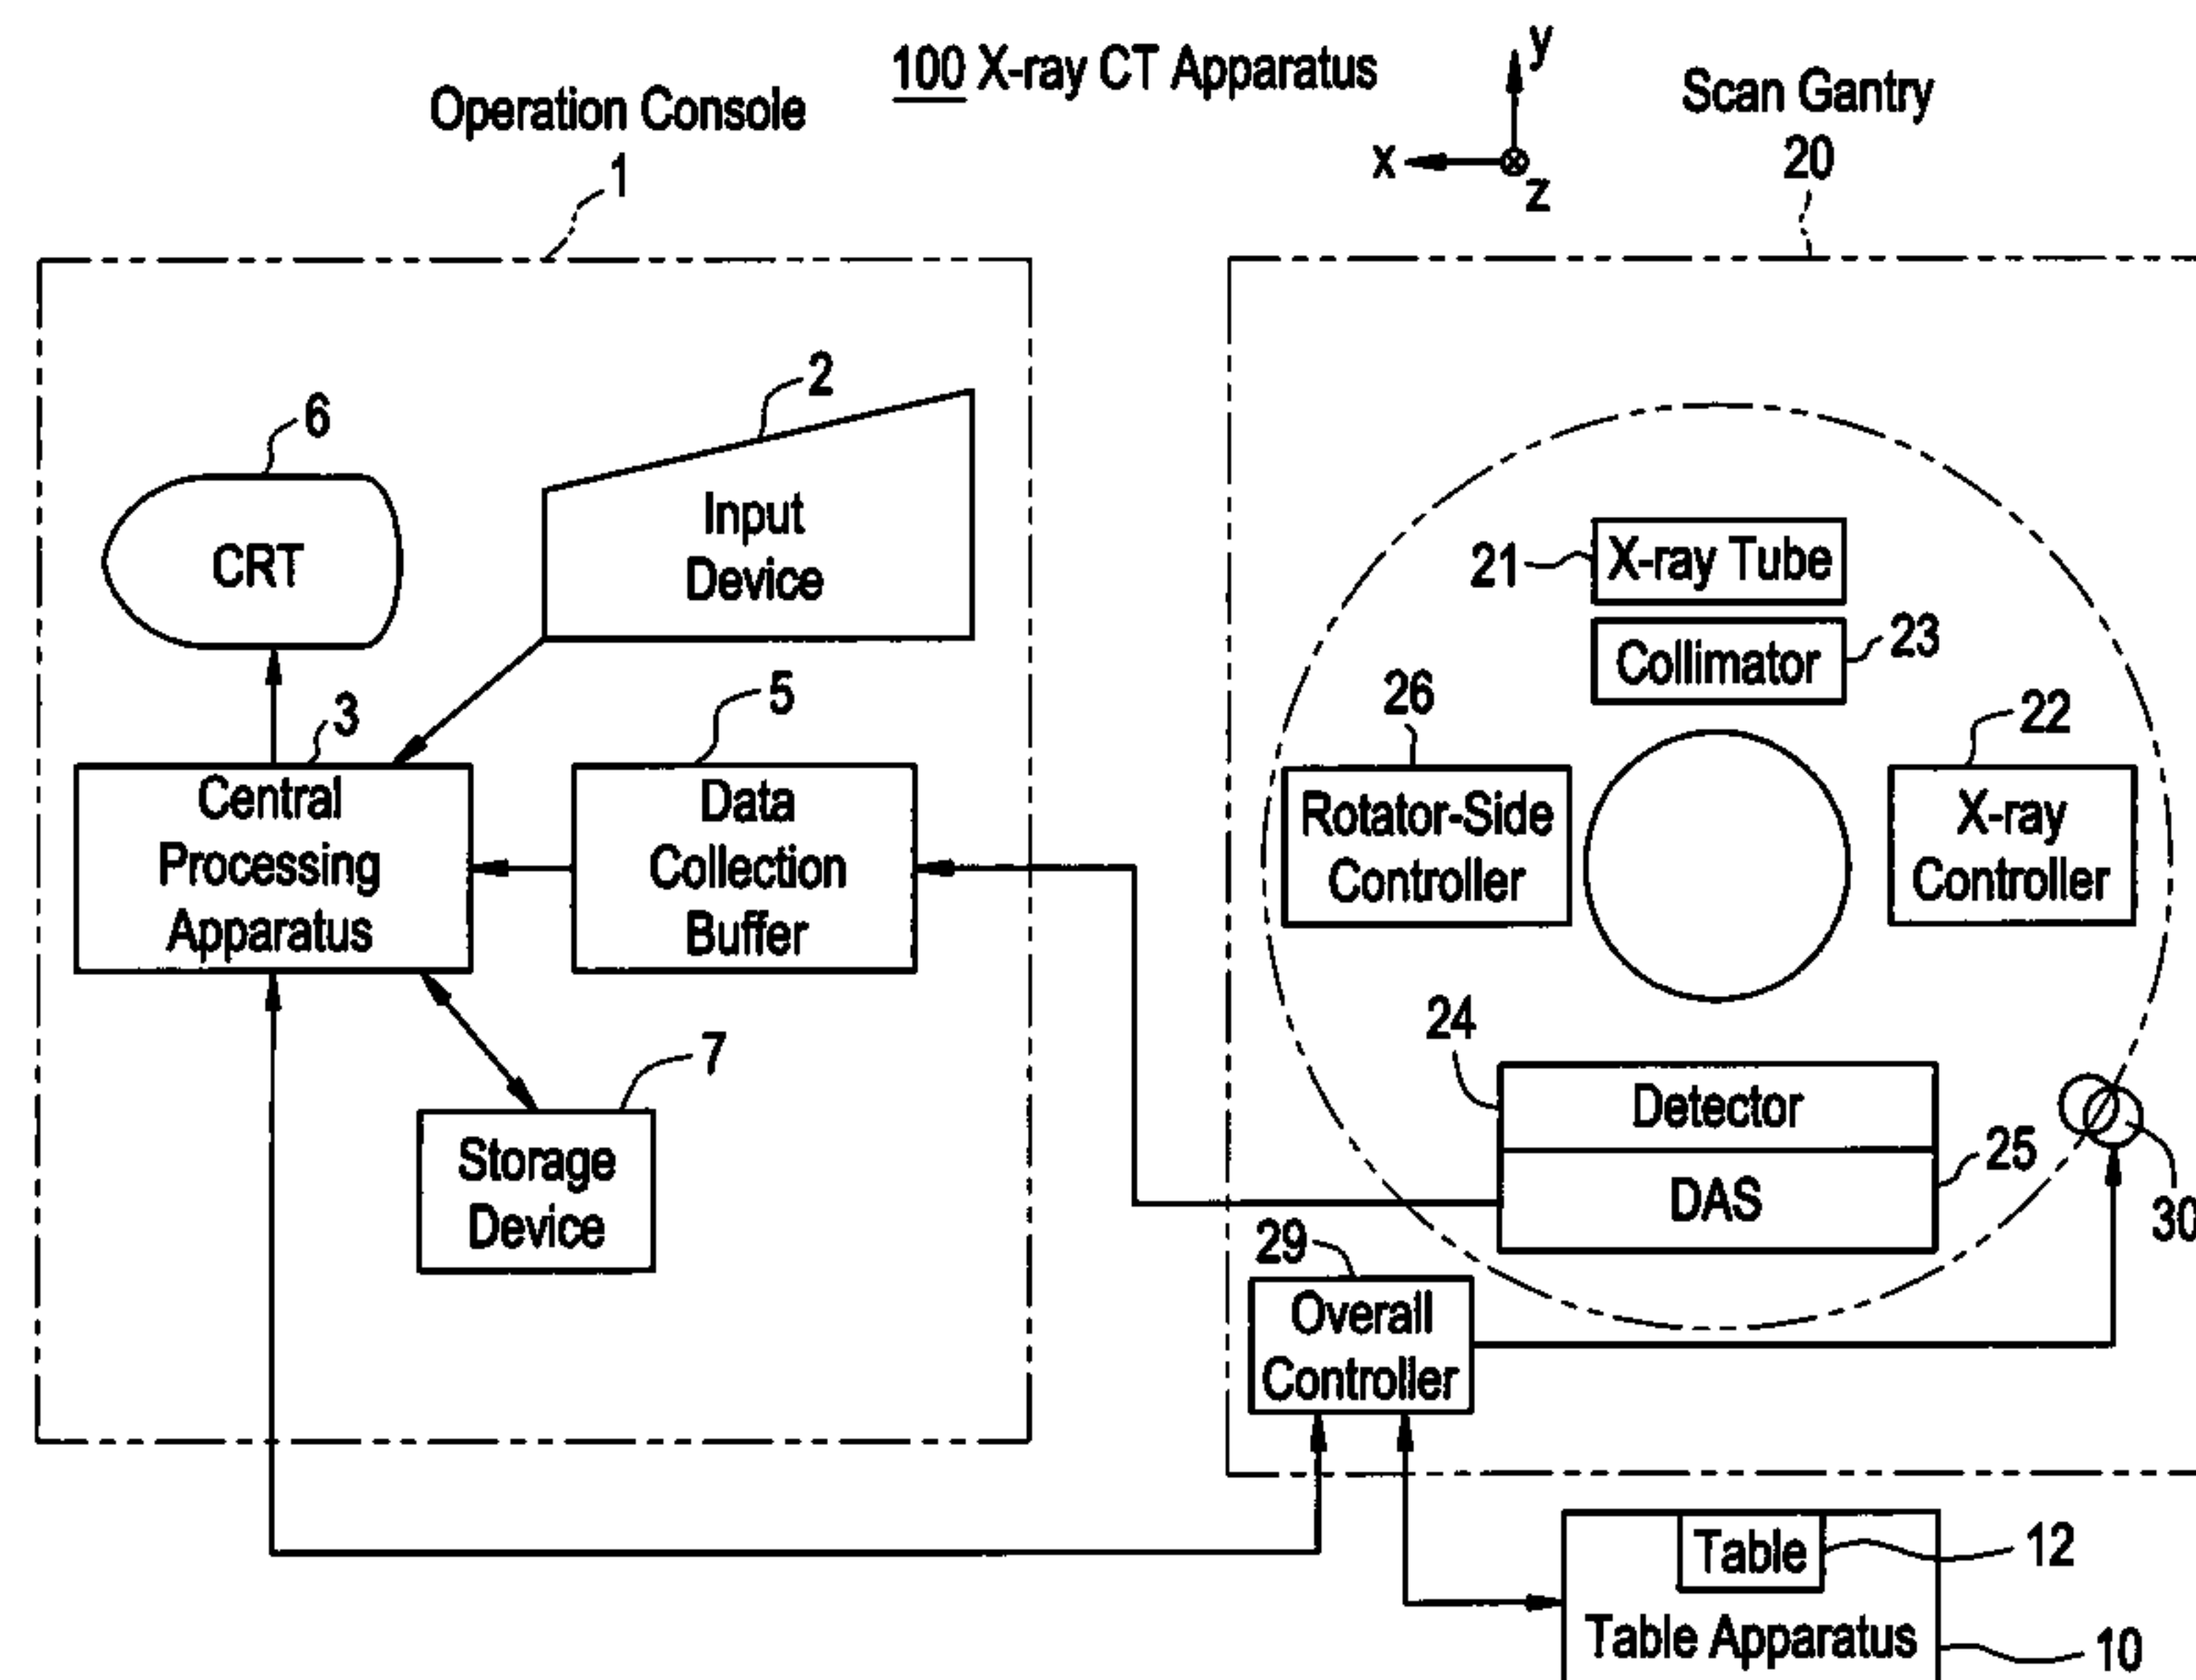 100 X-ray CT Apparatus
Operation Console
1
y
x
z
Scan Gantry
20
6
CRT
2
Input
Device
3
Central
Processing
Apparatus
5
Data
Collection
Buffer
7
Storage
Device
21
X-ray Tube
Collimator
23
26
Rotator-Side
Controller
22
X-ray
Controller
24
Detector
DAS
25
30
29
Overall
Controller
Table
12
Table Apparatus
10